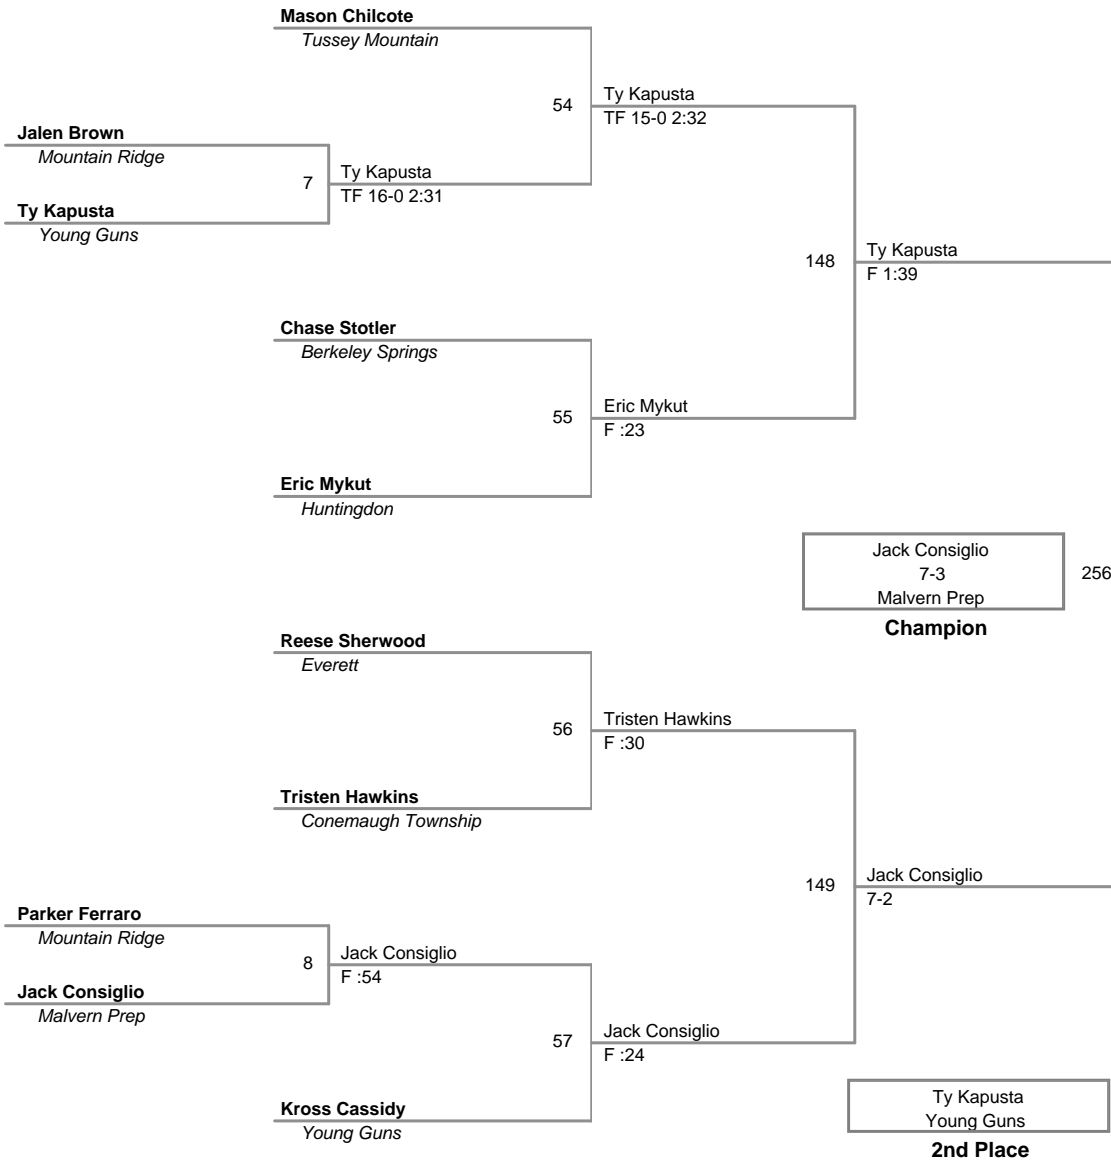 Mason Chilcote
Tussey Mountain
54
Ty Kapusta
TF 15-0 2:32
Jalen Brown
Mountain Ridge
7
Ty Kapusta
TF 16-0 2:31
Ty Kapusta
Young Guns
148
Ty Kapusta
F 1:39
Chase Stotler
Berkeley Springs
55
Eric Mykut
F :23
Eric Mykut
Huntingdon
Jack Consiglio
7-3
Malvern Prep
256
Champion
Reese Sherwood
Everett
56
Tristen Hawkins
F :30
Tristen Hawkins
Conemaugh Township
149
Jack Consiglio
7-2
Parker Ferraro
Mountain Ridge
8
Jack Consiglio
F :54
Jack Consiglio
Malvern Prep
57
Jack Consiglio
F :24
Kross Cassidy
Young Guns
Ty Kapusta
Young Guns
2nd Place